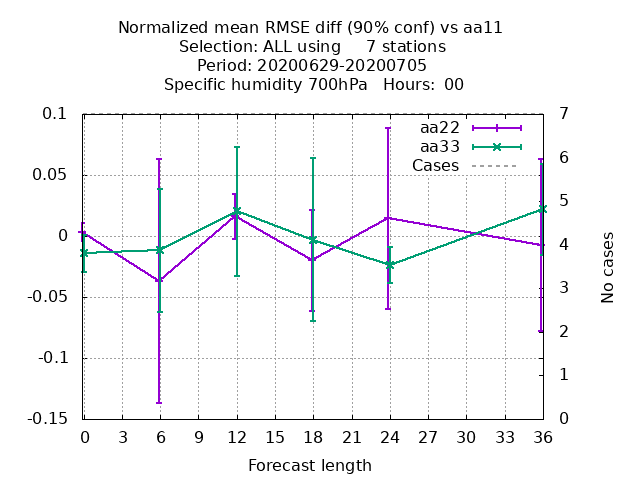 Normalized mean RMSE diff (90% conf) vs aa11
Selection: ALL using     7 stations
Period: 20200629-20200705
Specific humidity 700hPa   Hours:  00
aa22
aa33
Cases
0.1
0.05
0
-0.05
-0.1
-0.15
7
6
5
4
3
2
1
0
No cases
0 3 6 9 12 15 18 21 24 27 30 33 36
Forecast length